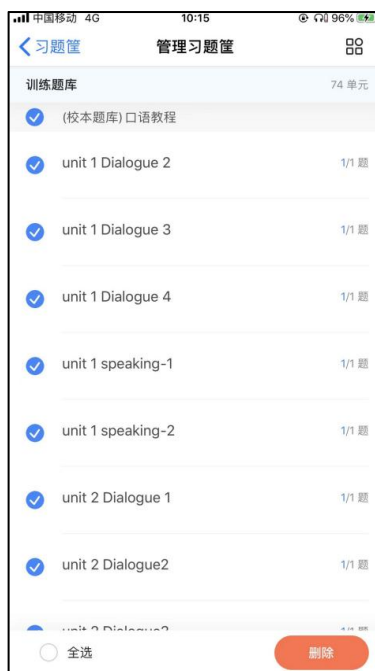 中国移动 4G 10:15 96%
习题筐 管理习题筐
训练题库 74 单元
(校本题库) 口语教程
unit 1 Dialogue 2 1/1 题
unit 1 Dialogue 3 1/1 题
unit 1 Dialogue 4 1/1 题
unit 1 speaking-1 1/1 题
unit 1 speaking-2 1/1 题
unit 2 Dialogue 1 1/1 题
unit 2 Dialogue2 1/1 题
全选 删除